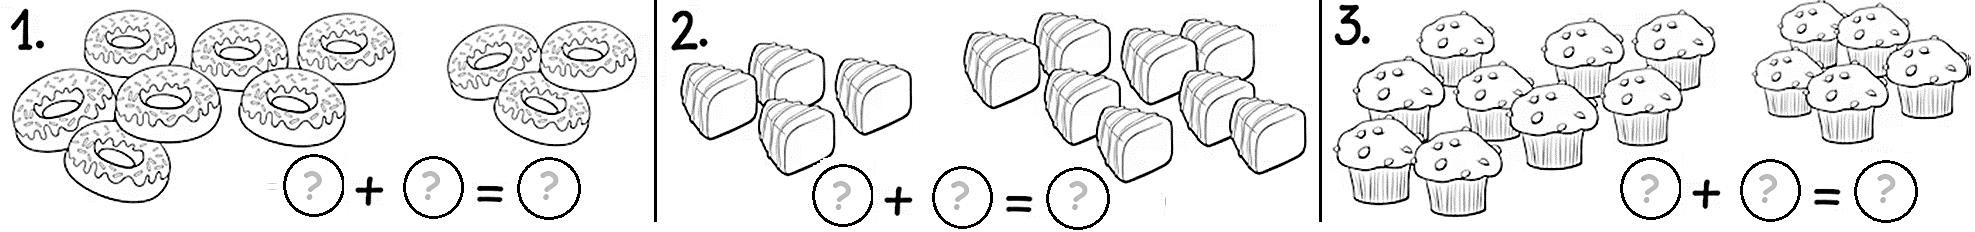 1.
? + ? = ?
2.
? + ? = ?
3.
? + ? = ?